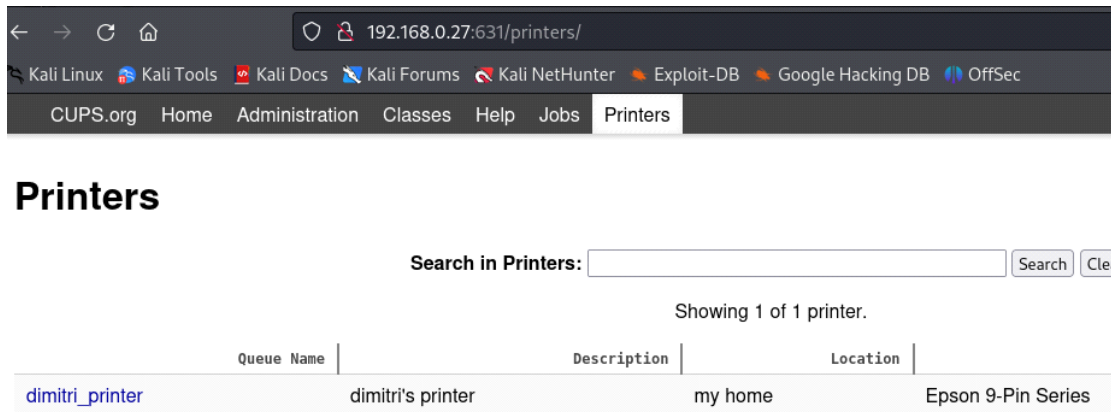 192.168.0.27:631/printers/
Kali Linux Kali Tools Kali Docs Kali Forums Kali NetHunter Exploit-DB Google Hacking DB OffSec
CUPS.org Home Administration Classes Help Jobs Printers
Printers
Search in Printers: Search Cle
Showing 1 of 1 printer.
Queue Name Description Location
dimitri_printer dimitri's printer my home Epson 9-Pin Series